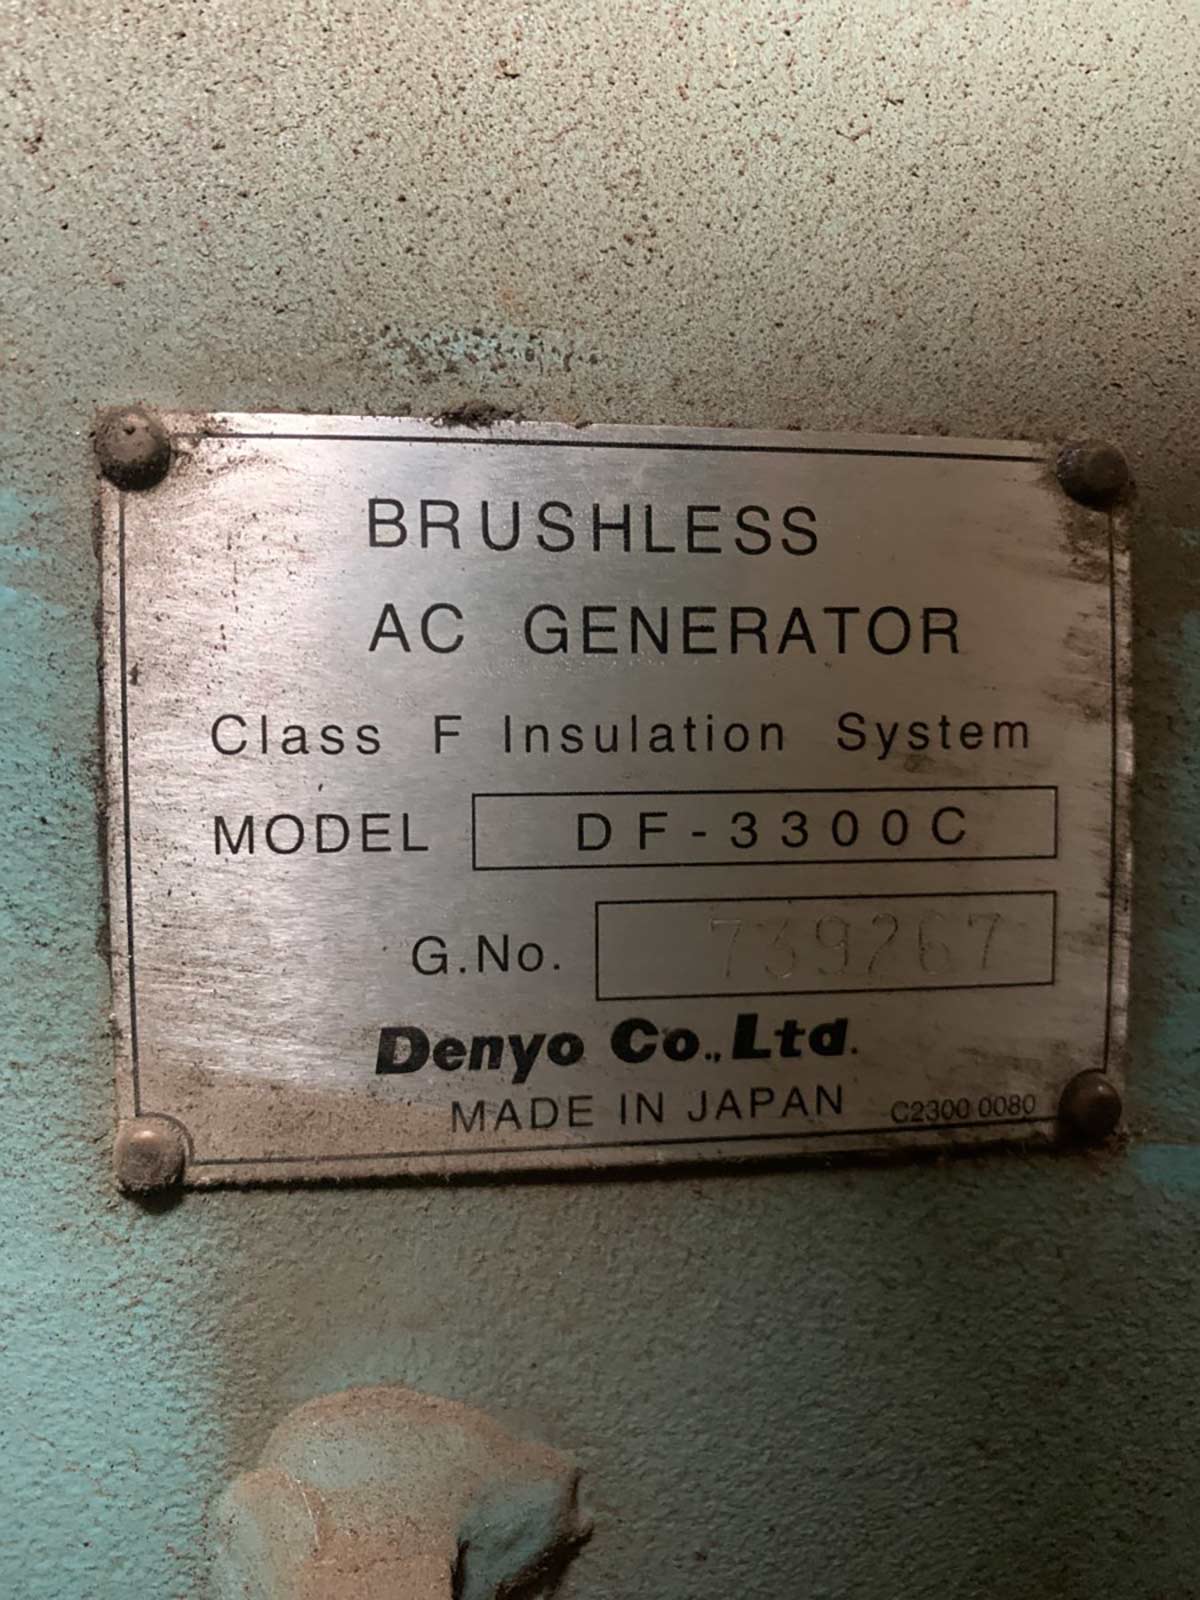 BRUSHLESS
AC GENERATOR
Class F Insulation System
MODEL DF-3300C
G.No. 739267
Denyo Co., Ltd.
MADE IN JAPAN C2300 0080